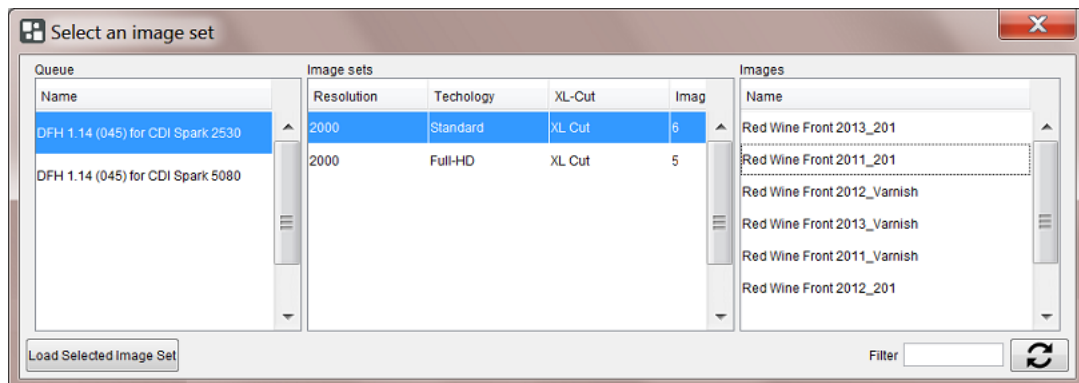 Select an image set
X
Queue
Image sets
Images
Name
Resolution Techology XL-Cut Imag
Name
DFH 1.14 (045) for CDI Spark 2530
DFH 1.14 (045) for CDI Spark 5080
2000 Standard XL Cut 6
2000 Full-HD XL Cut 5
Red Wine Front 2013_201
Red Wine Front 2011_201
Red Wine Front 2012_Varnish
Red Wine Front 2013_Varnish
Red Wine Front 2011_Varnish
Red Wine Front 2012_201
Load Selected Image Set
Filter